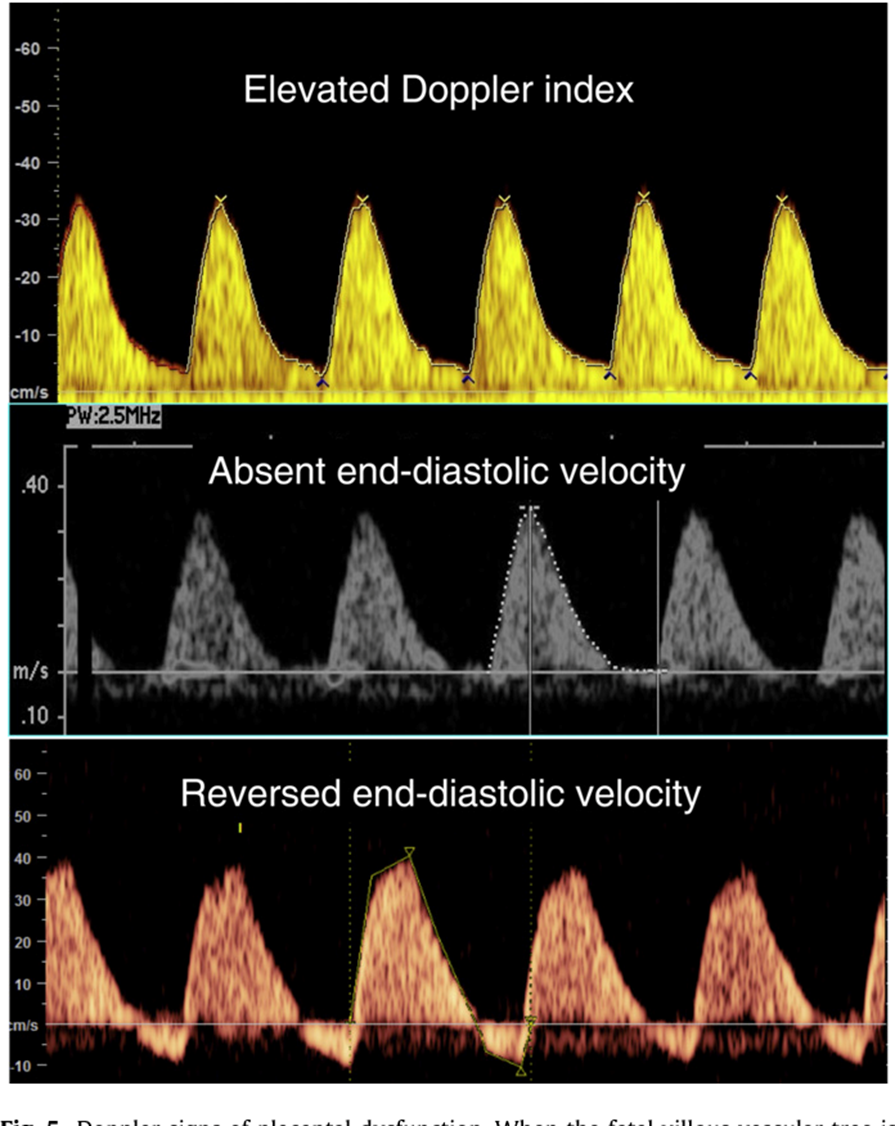 -60
Elevated Doppler index
-50
-40
-30
-20
-10
cm/s
PW:2.5MHz
Absent end-diastolic velocity
.40
m/s
.10
60
Reversed end-diastolic velocity
50
40
30
20
10
cm/s
-10
Fig. 5. Doppler signs of placental dysfunction. When the fetal villous vascular tree is